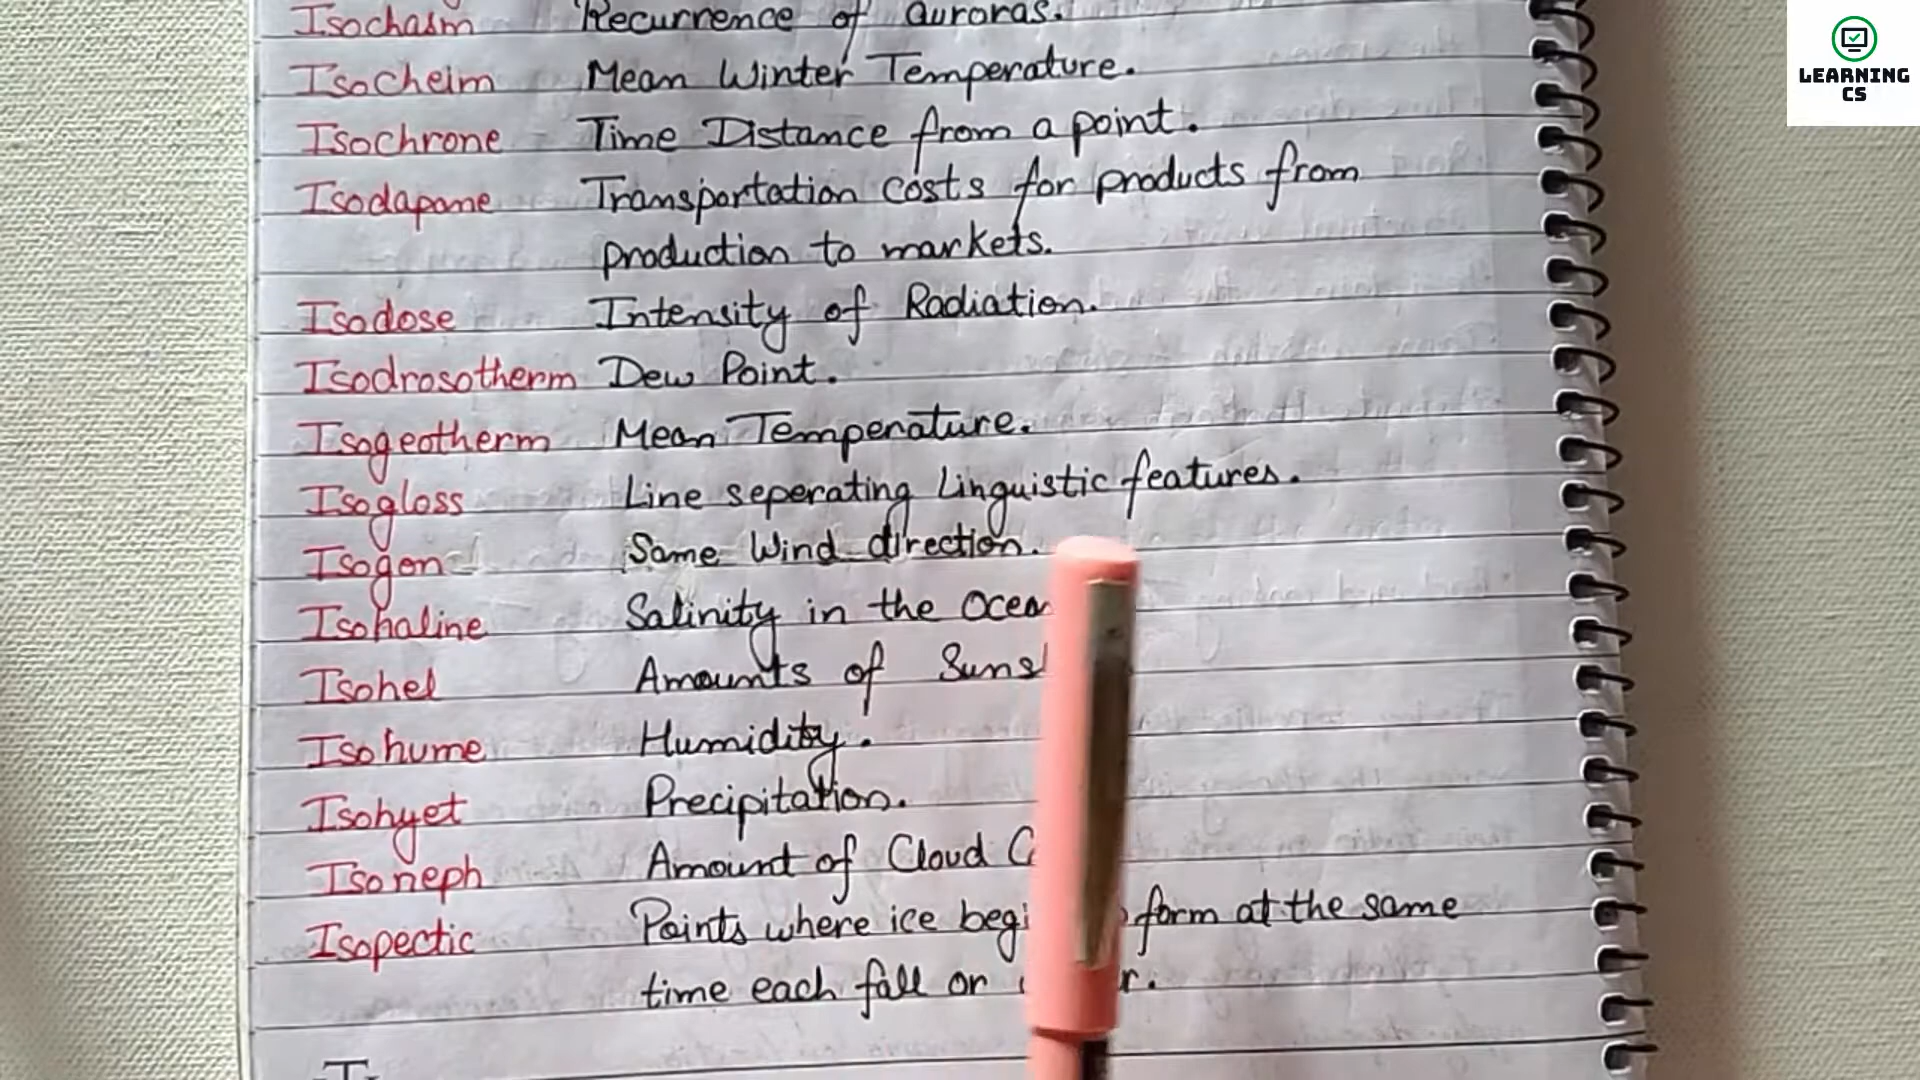 Isochasm Recurrence of auroras.
Isocheim Mean Winter Temperature.
Isochrone Time Distance from a point.
Isodapane Transportation Costs for products from
production to markets.
Isodose Intensity of Radiation.
Isodrosotherm Dew Point.
Isogeotherm Mean Temperature.
Isogloss Line seperating Linguistic features.
Isogon Same Wind direction.
Isohaline Salinity in the
Isohel Amounts of
Isohume Humidity.
Isohyet Precipitation.
Isoneph Amount of Cloud
Isopectic Points where ice form at the same
time each fall or
LEARNING
CS